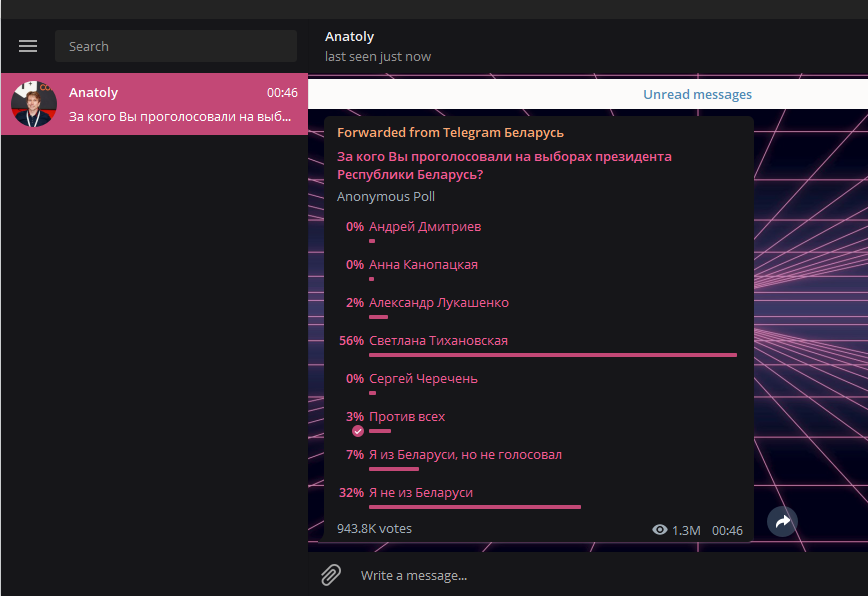 Search
Anatoly
00:46
За кого Вы проголосовали на выб...
Anatoly
last seen just now
Unread messages
Forwarded from Telegram Беларусь
За кого Вы проголосовали на выборах президента
Республики Беларусь?
Anonymous Poll
0% Андрей Дмитриев
0% Анна Канопацкая
2% Александр Лукашенко
56% Светлана Тихановская
0% Сергей Черечень
3% Против всех
7% Я из Беларуси, но не голосовал
32% Я не из Беларуси
943.8K votes
1.3M 00:46
Write a message...